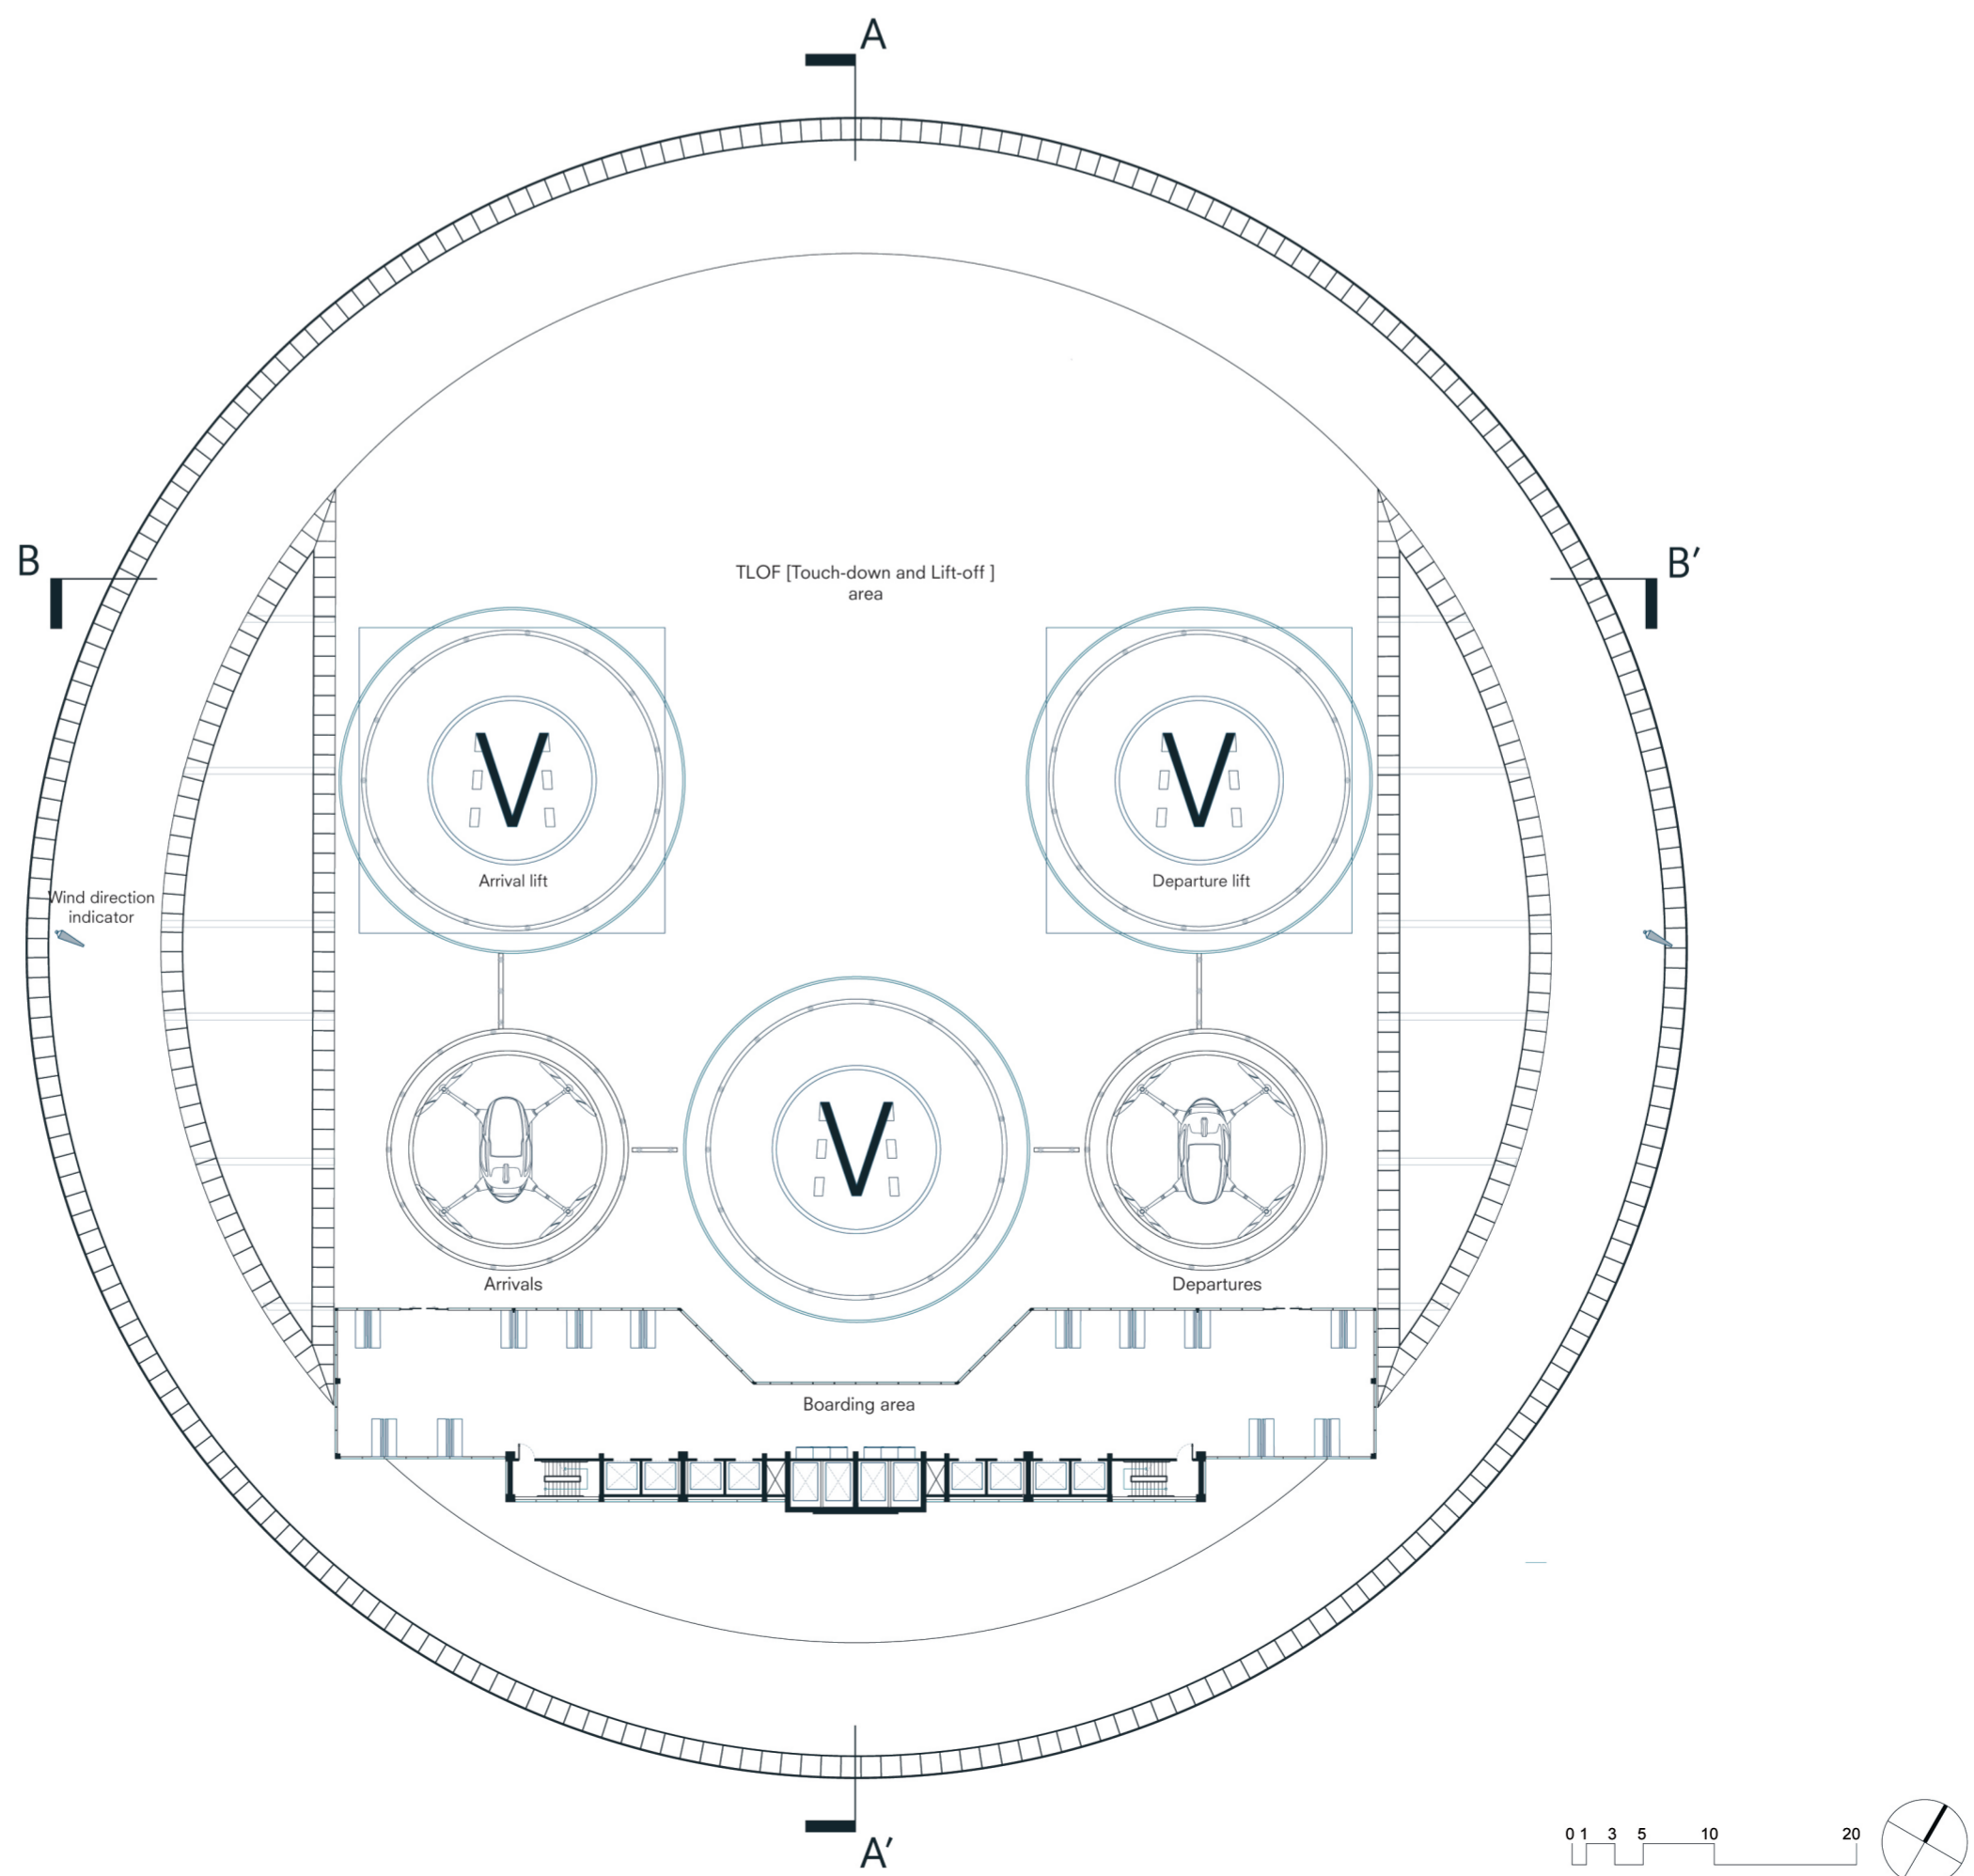 A
B
B′
TLOF [Touch-down and Lift-off ]
area
V
V
Arrival lift
Departure lift
Wind direction
indicator
V
Arrivals
Departures
Boarding area
A′
0 1 3 5 10 20